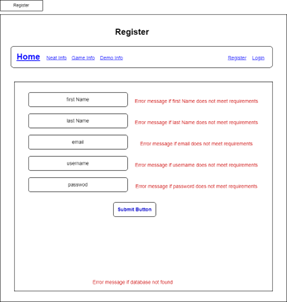 Register
Register
Home Neat Info Game Info Demo Info Register Login
first Name Error message if first Name does not meet requirements
last Name Error message if last Name does not meet requirements
email Error message if email does not meet requirements
username Error message if username does not meet requirements
passwod Error message if password does not meet requirements
Submit Button
Error message if database not found